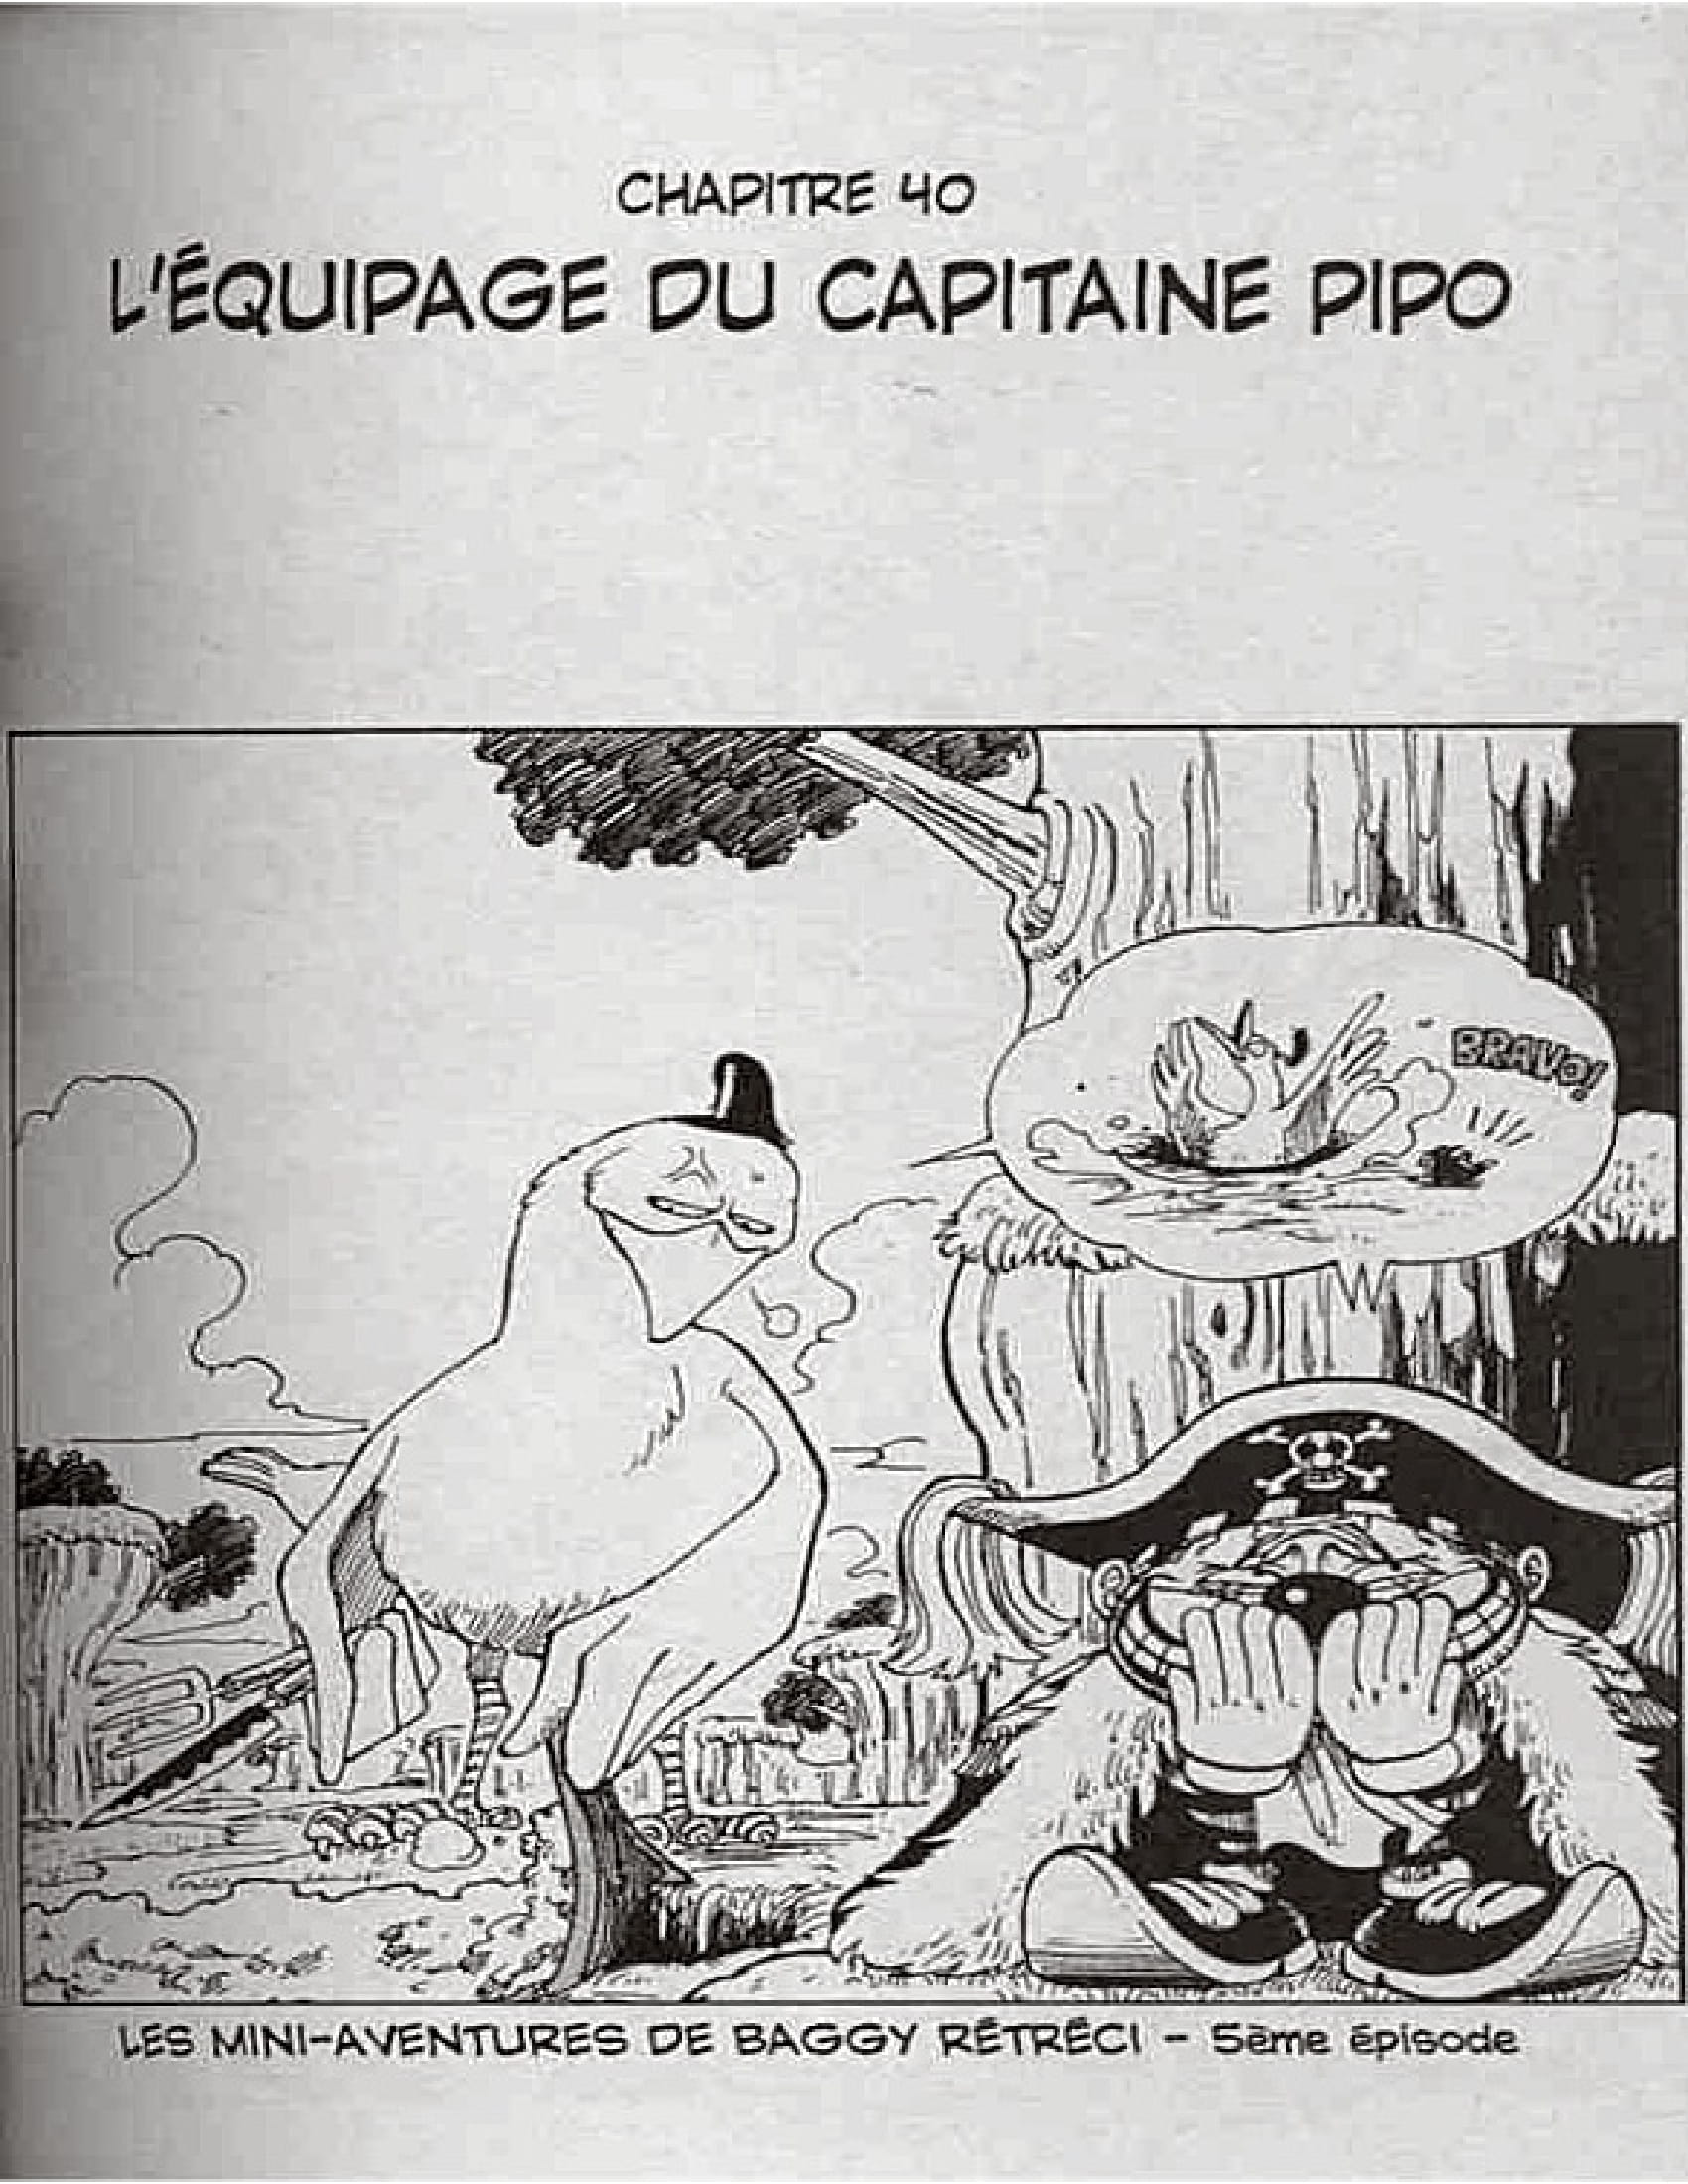 CHAPITRE 40
L'ÉQUIPAGE DU CAPITAINE PIPO
BRAVO!
LES MINI-AVENTURES DE BAGGY RÉTRÉCI - 5ème épisode